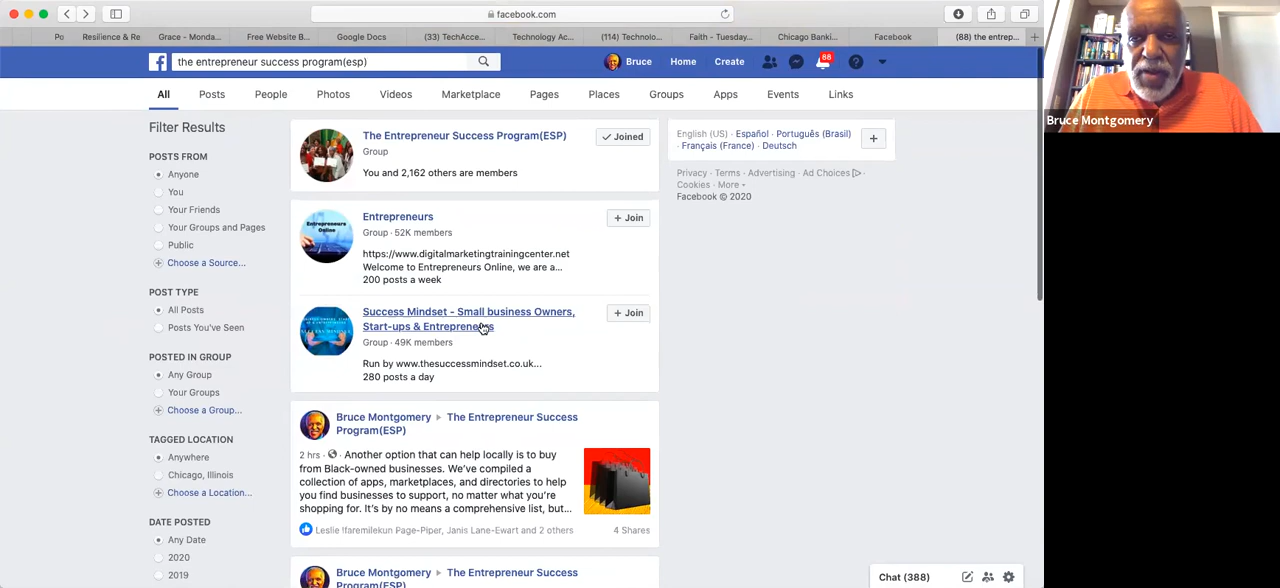 facebook.com
Po
Resilience & Re
Grace - Monda...
Free Website B...
Google Docs
(33) TechAcce...
Technology Ac...
(114) Technolo...
Faith - Tuesday...
Chicago Banki...
Facebook
(88) the entrep...
the entrepreneur success program(esp)
Bruce
Home
Create
88
All
Posts
People
Photos
Videos
Marketplace
Pages
Places
Groups
Apps
Events
Links
Filter Results
POSTS FROM
Anyone
You
Your Friends
Your Groups and Pages
Public
Choose a Source...
POST TYPE
All Posts
Posts You've Seen
POSTED IN GROUP
Any Group
Your Groups
Choose a Group...
TAGGED LOCATION
Anywhere
Chicago, Illinois
Choose a Location...
DATE POSTED
Any Date
2020
2019
The Entrepreneur Success Program(ESP)
Joined
Group
You and 2,162 others are members
Entrepreneurs Online
Entrepreneurs
+ Join
Group · 52K members
https://www.digitalmarketingtrainingcenter.net
Welcome to Entrepreneurs Online, we are a...
200 posts a week
Success Mindset - Small business Owners,
Start-ups & Entrepreneurs
+ Join
Group · 49K members
Run by www.thesuccessmindset.co.uk...
280 posts a day
Bruce Montgomery ▸ The Entrepreneur Success
Program(ESP)
2 hrs · Another option that can help locally is to buy
from Black-owned businesses. We've compiled a
collection of apps, marketplaces, and directories to help
you find businesses to support, no matter what you're
shopping for. It's by no means a comprehensive list, but...
Leslie !faremilekun Page-Piper, Janis Lane-Ewart and 2 others
4 Shares
Bruce Montgomery ▸ The Entrepreneur Success
Program(ESP)
English (US) · Español · Português (Brasil)
· Français (France) · Deutsch
Privacy · Terms · Advertising · Ad Choices ·
Cookies · More
Facebook © 2020
Chat (388)
Bruce Montgomery